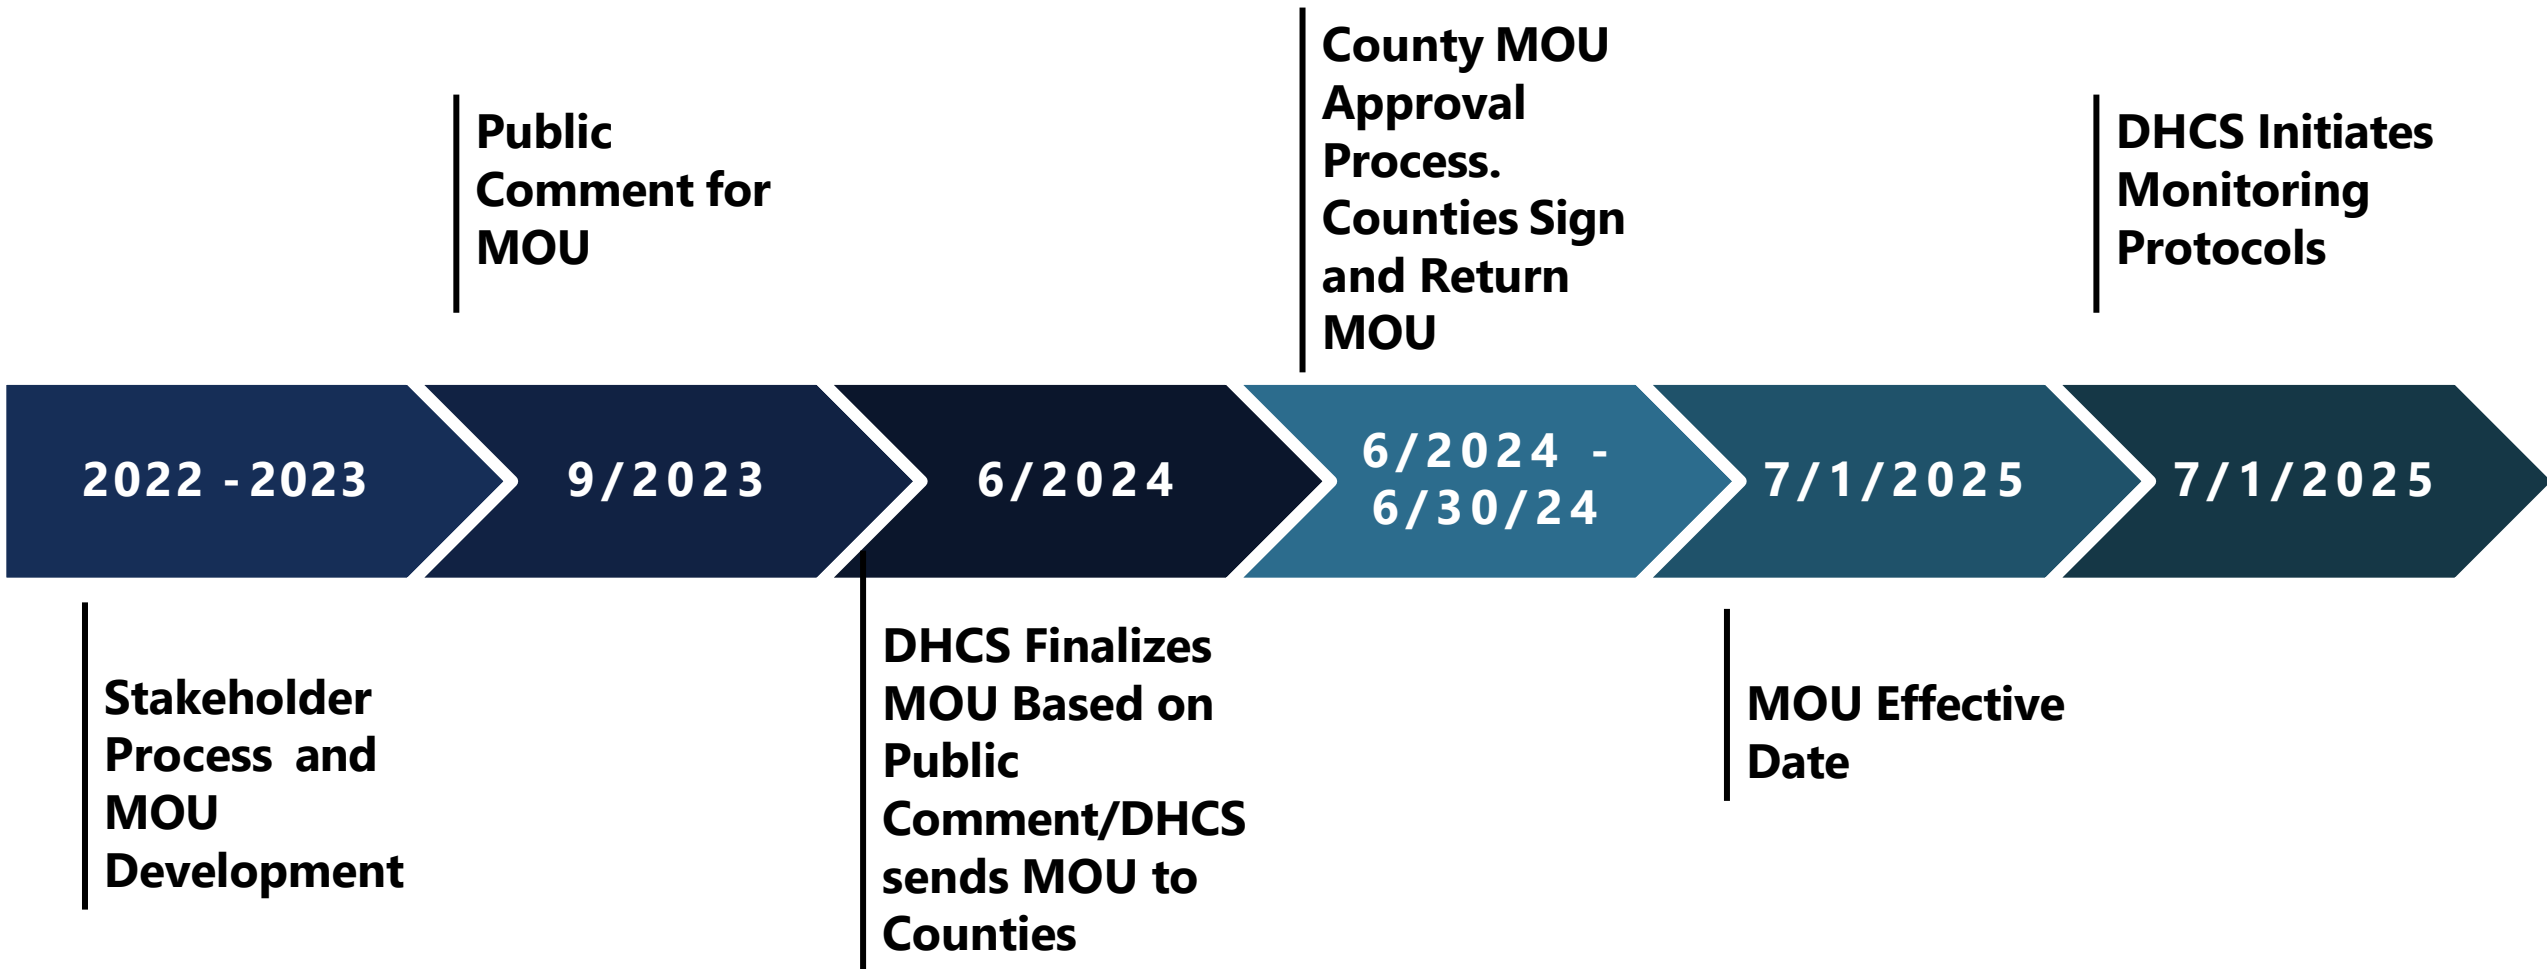 County MOU
Approval
Process.
Counties Sign
and Return
MOU
Public
Comment for
MOU
DHCS Initiates
Monitoring
Protocols
2022 - 2023
9/2023
6/2024
6/2024 -
6/30/24
7/1/2025
7/1/2025
Stakeholder
Process and
MOU
Development
DHCS Finalizes
MOU Based on
Public
Comment/DHCS
sends MOU to
Counties
MOU Effective
Date